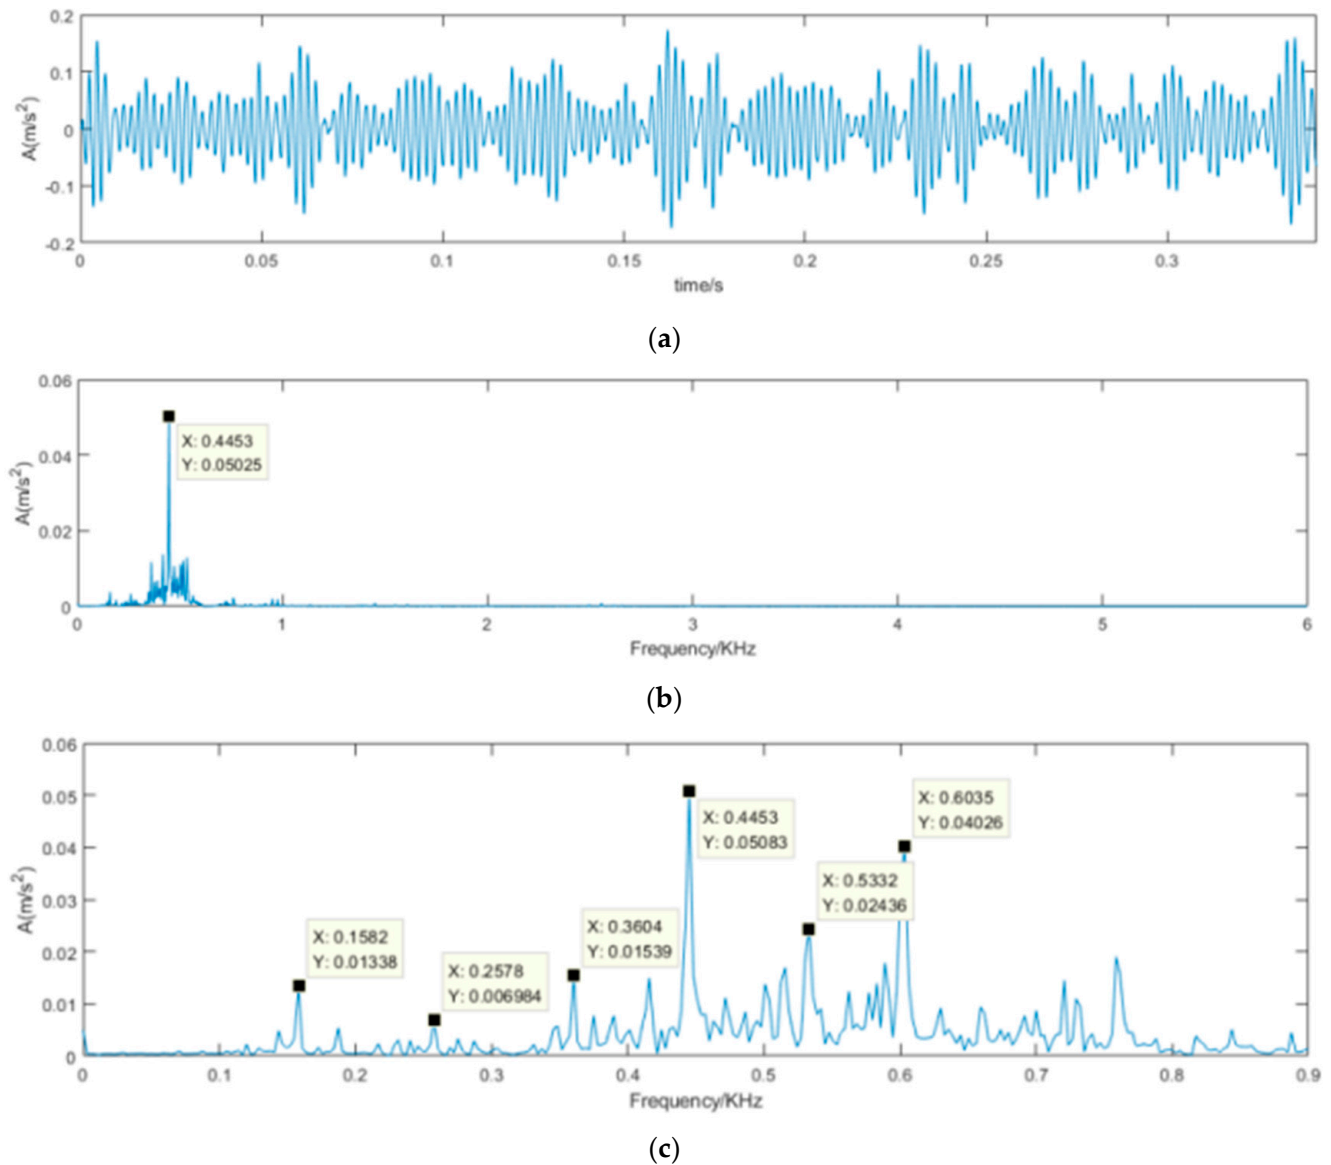 0.2
0.1
0
-0.1
-0.2
A(m/s²)
0 0.05 0.1 0.15 0.2 0.25 0.3
time/s
(a)
0.06
0.04
0.02
0
A(m/s²)
X: 0.4453
Y: 0.05025
0 1 2 3 4 5 6
Frequency/KHz
(b)
0.06
0.05
0.04
0.03
0.02
0.01
0
A(m/s²)
X: 0.1582
Y: 0.01338
X: 0.2578
Y: 0.006984
X: 0.3604
Y: 0.01539
X: 0.4453
Y: 0.05083
X: 0.5332
Y: 0.02436
X: 0.6035
Y: 0.04026
0 0.1 0.2 0.3 0.4 0.5 0.6 0.7 0.8 0.9
Frequency/KHz
(c)